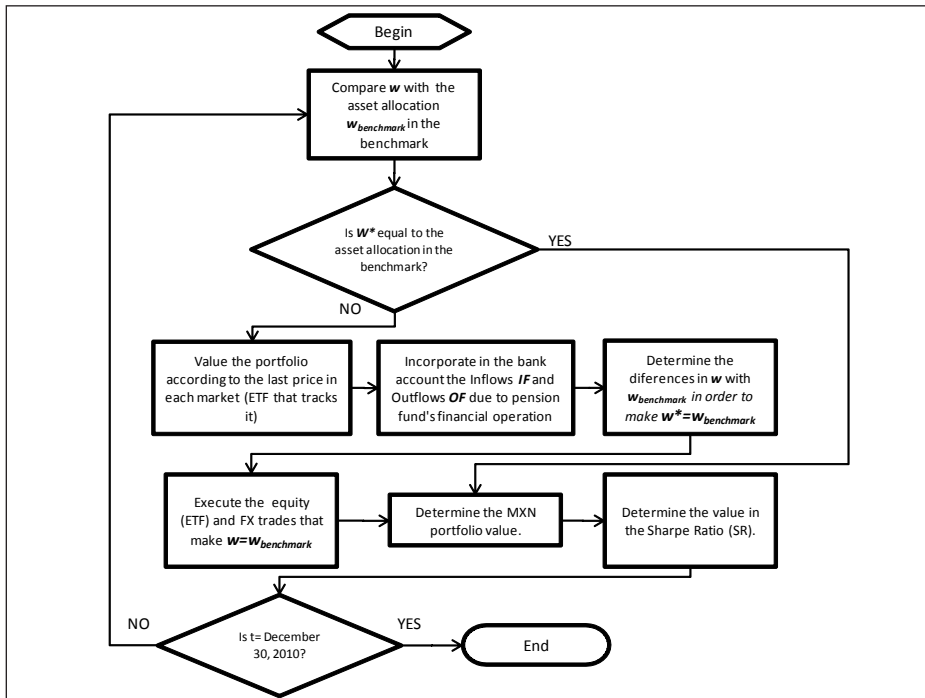 Begin
Compare w with the
asset allocation
w_benchmark in the
benchmark
Is W* equal to the
asset allocation in the
benchmark?
YES
NO
Value the portfolio
according to the last price in
each market (ETF that tracks
it)
Incorporate in the bank
account the Inflows IF and
Outflows OF due to pension
fund's financial operation
Determine the
diferences in w with
w_benchmark in order to
make w*=w_benchmark
Execute the equity
(ETF) and FX trades that
make w=w_benchmark
Determine the MXN
portfolio value.
Determine the value in
the Sharpe Ratio (SR).
NO
Is t= December
30, 2010?
YES
End